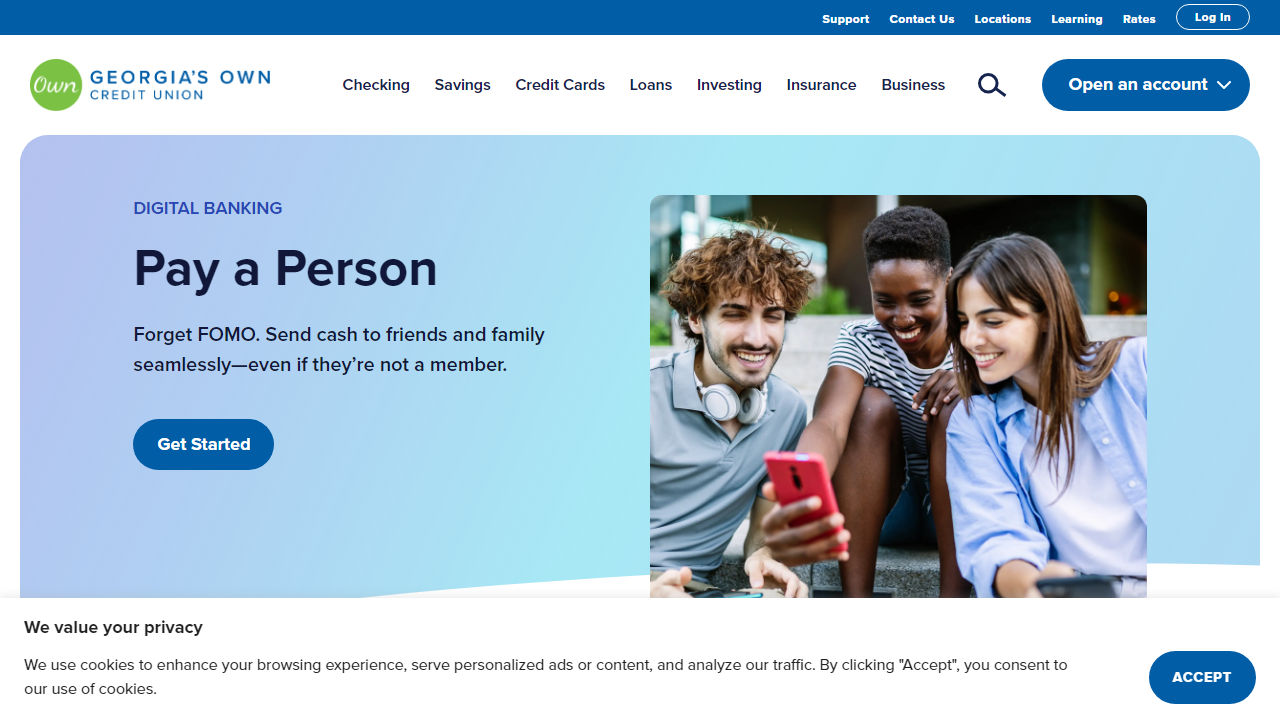 Support Contact Us Locations Learning Rates Log In
Own GEORGIA'S OWN
CREDIT UNION
Checking Savings Credit Cards Loans Investing Insurance Business Open an account
DIGITAL BANKING
Pay a Person
Forget FOMO. Send cash to friends and family
seamlessly—even if they’re not a member.
Get Started
We value your privacy
We use cookies to enhance your browsing experience, serve personalized ads or content, and analyze our traffic. By clicking "Accept", you consent to
our use of cookies.
ACCEPT